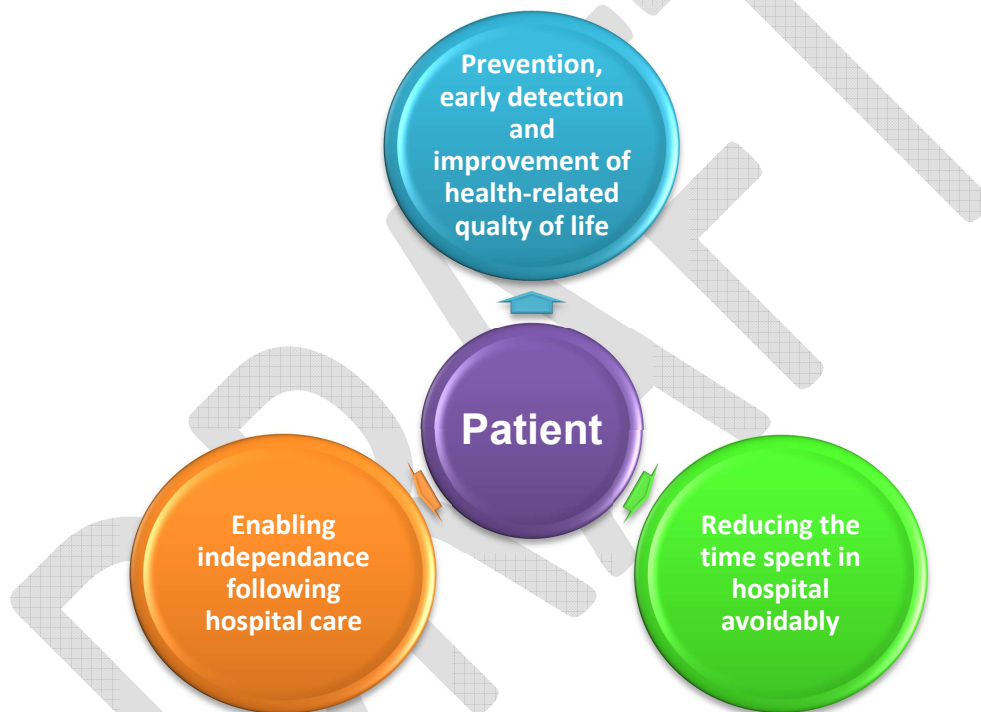 Prevention,
early detection
and
improvement of
health-related
qualty of life
Patient
Enabling
independance
following
hospital care
Reducing the
time spent in
hospital
avoidably